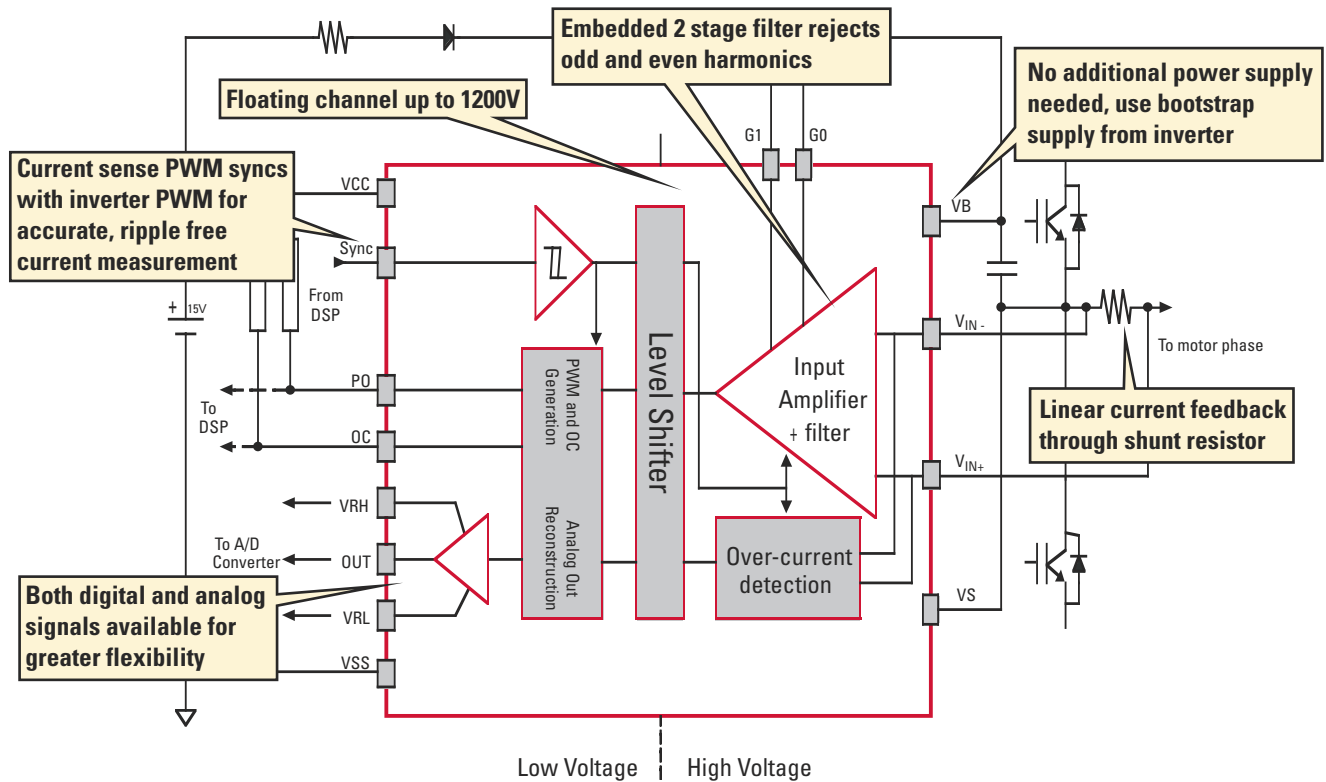 Embedded 2 stage filter rejects
odd and even harmonics
Floating channel up to 1200V
No additional power supply
needed, use bootstrap
supply from inverter
Current sense PWM syncs
with inverter PWM for
accurate, ripple free
current measurement
G1
G0
VCC
VB
Sync
From
DSP
+
15V
Level Shifter
PWM and OC
Generation
Analog Out
Reconstruction
Input
Amplifier
+ filter
VIN -
To motor phase
PO
To
DSP
OC
Linear current feedback
through shunt resistor
VIN+
VRH
To A/D
Converter
OUT
Over-current
detection
VRL
VS
Both digital and analog
signals available for
greater flexibility
VSS
Low Voltage
High Voltage